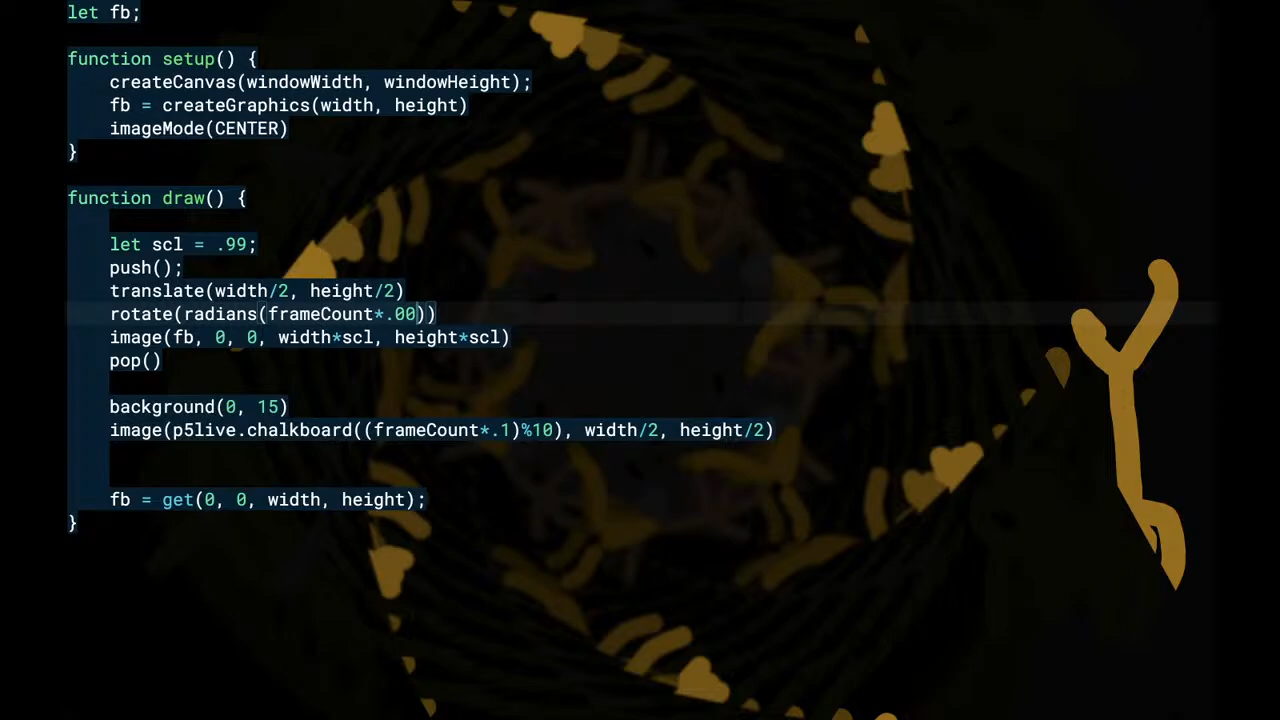 let fb;
function setup() {
createCanvas(windowWidth, windowHeight);
fb = createGraphics(width, height)
imageMode(CENTER)
}
function draw() {
let scl = .99;
push();
translate(width/2, height/2)
rotate(radians(frameCount*.00))
image(fb, 0, 0, width*scl, height*scl)
pop()
background(0, 15)
image(p5live.chalkboard((frameCount*.1)%10), width/2, height/2)
fb = get(0, 0, width, height);
}